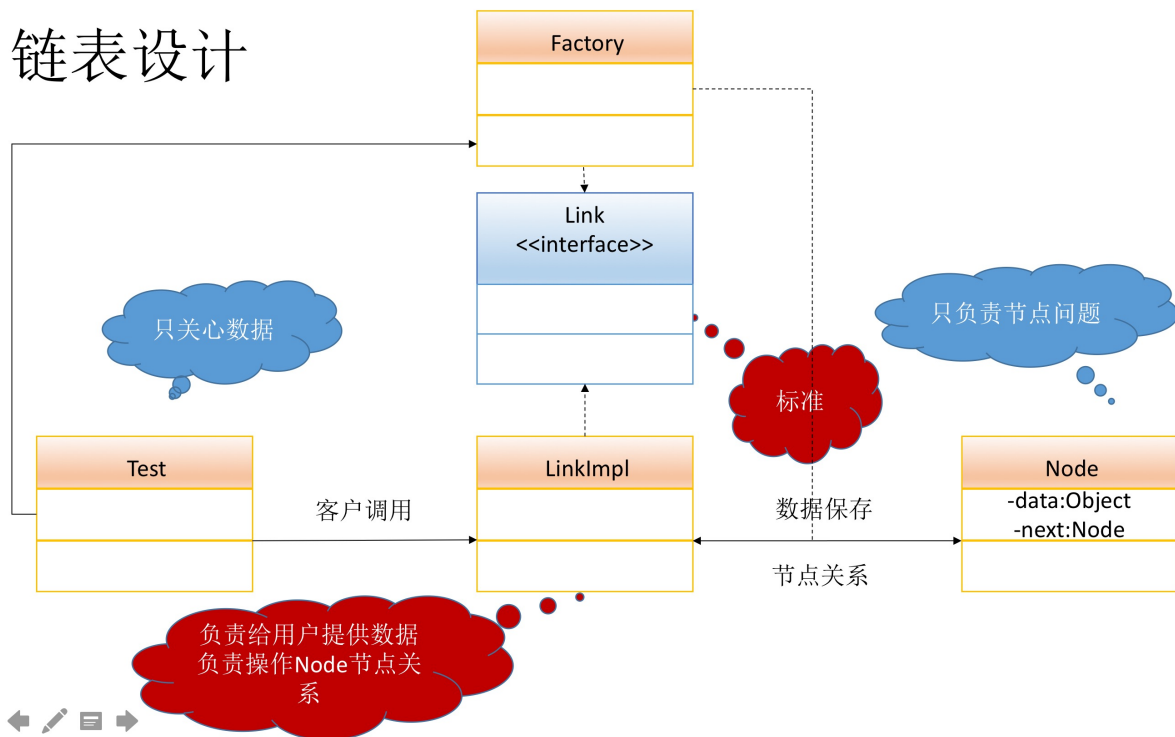 链表设计
Factory
Link
<<interface>>
只关心数据
只负责节点问题
标准
Test
LinkImpl
Node
-data:Object
-next:Node
客户调用
数据保存
节点关系
负责给用户提供数据
负责操作Node节点关
系